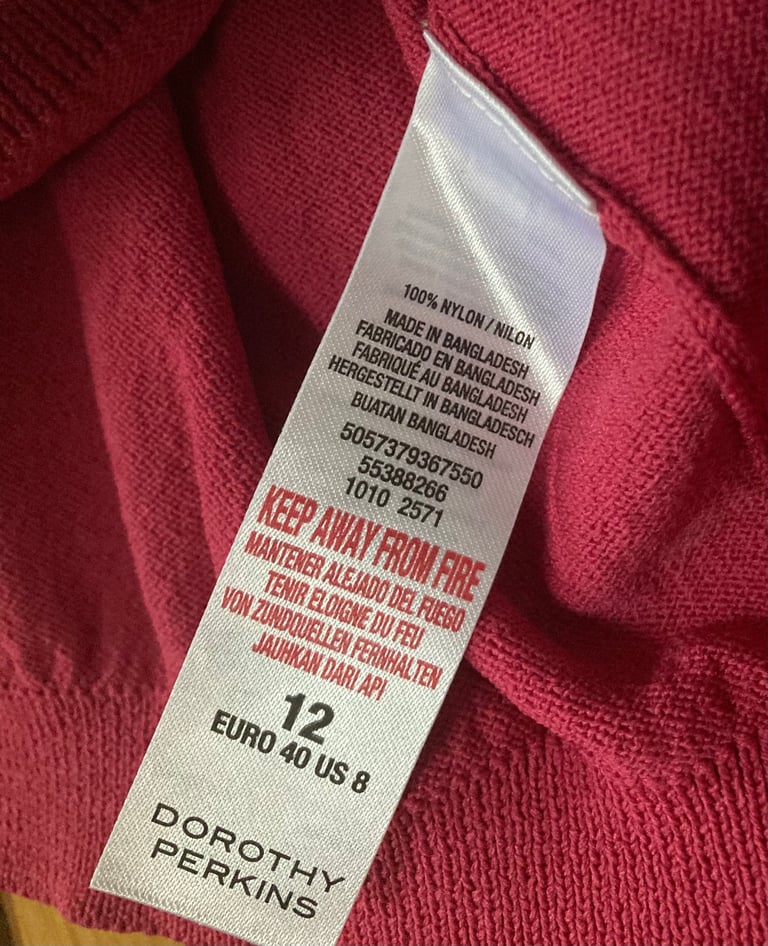 100% NYLON / NILON
MADE IN BANGLADESH
FABRICADO EN BANGLADESH
FABRIQUÉ AU BANGLADESH
HERGESTELLT IN BANGLADESCH
BUATAN BANGLADESH
5057379367550
55388266
1010 2571
KEEP AWAY FROM FIRE
MANTENER ALEJADO DEL FUEGO
TENIR ELOIGNE DU FEU
VON ZUNDQUELLEN FERNHALTEN
JAUHKAN DARI API
12
EURO 40 US 8
DOROTHY
PERKINS